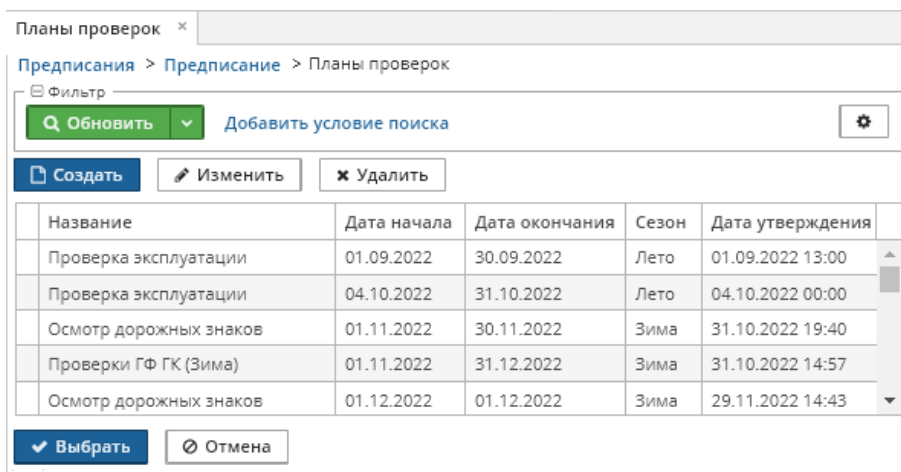 Планы проверок ×
Предписания > Предписание > Планы проверок
Фильтр
Обновить Добавить условие поиска
Создать Изменить Удалить
Название Дата начала Дата окончания Сезон Дата утверждения
Проверка эксплуатации 01.09.2022 30.09.2022 Лето 01.09.2022 13:00
Проверка эксплуатации 04.10.2022 31.10.2022 Лето 04.10.2022 00:00
Осмотр дорожных знаков 01.11.2022 30.11.2022 Зима 31.10.2022 19:40
Проверки ГФ ГК (Зима) 01.11.2022 31.12.2022 Зима 31.10.2022 14:57
Осмотр дорожных знаков 01.12.2022 01.12.2022 Зима 29.11.2022 14:43
Выбрать Отмена